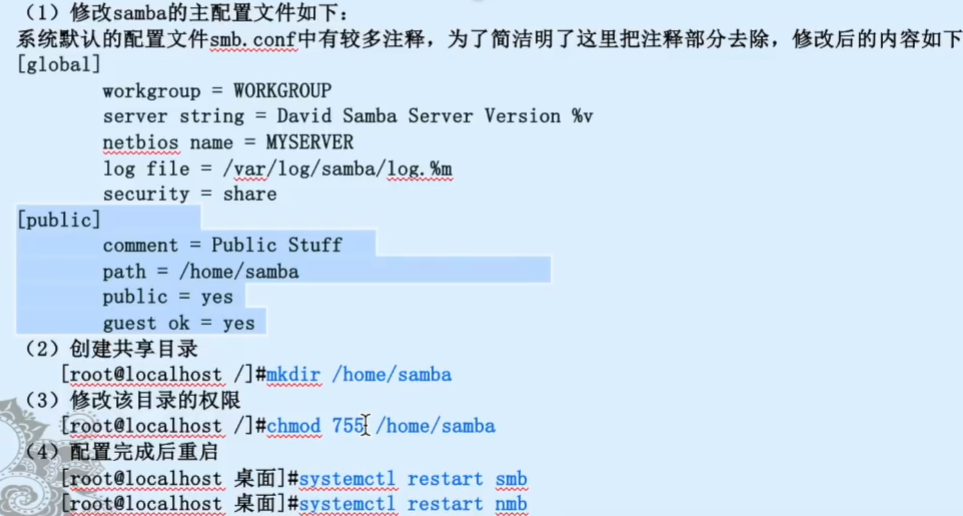 （1）修改samba的主配置文件如下：
系统默认的配置文件smb.conf中有较多注释，为了简洁明了这里把注释部分去除，修改后的内容如下
[global]
workgroup = WORKGROUP
server string = David Samba Server Version %v
netbios name = MYSERVER
log file = /var/log/samba/log.%m
security = share
[public]
comment = Public Stuff
path = /home/samba
public = yes
guest ok = yes
（2）创建共享目录
[root@localhost /]#mkdir /home/samba
（3）修改该目录的权限
[root@localhost /]#chmod 755 /home/samba
（4）配置完成后重启
[root@localhost 桌面]#systemctl restart smb
[root@localhost 桌面]#systemctl restart nmb